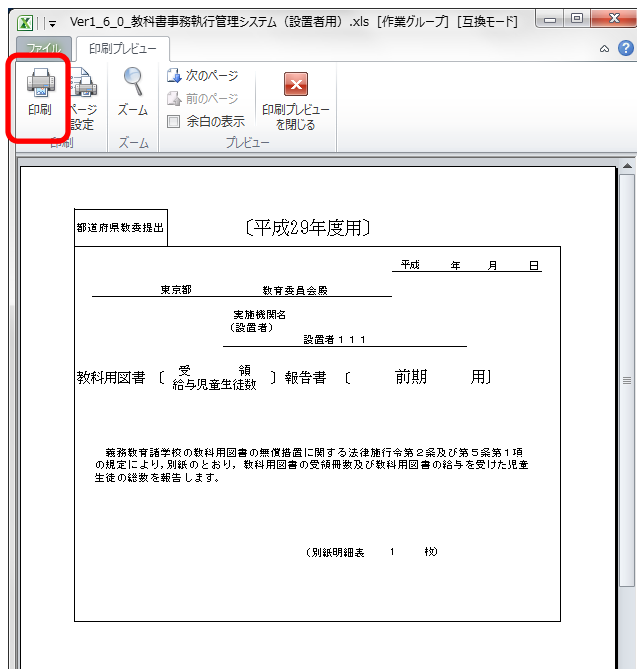 Ver1_6_0_教科書事務執行管理システム（設置者用）.xls [作業グループ] [互換モード]
ファイル 印刷プレビュー
印刷 ページ設定 ズーム 次のページ 前のページ 余白の表示 印刷プレビューを閉じる
印刷 ズーム プレビュー
都道府県教委提出 〔平成29年度用〕
平成 年 月 日
東京都 教育委員会殿
実施機関名
（設置者）
設置者１１１
教科用図書 〔 受 領 給与児童生徒数 〕報告書 〔 前期 用〕
義務教育諸学校の教科用図書の無償措置に関する法律施行令第２条及び第５条第１項
の規定により，別紙のとおり，教科用図書の受領冊数及び教科用図書の給与を受けた児童
生徒の総数を報告します。
（別紙明細表 1 枚）